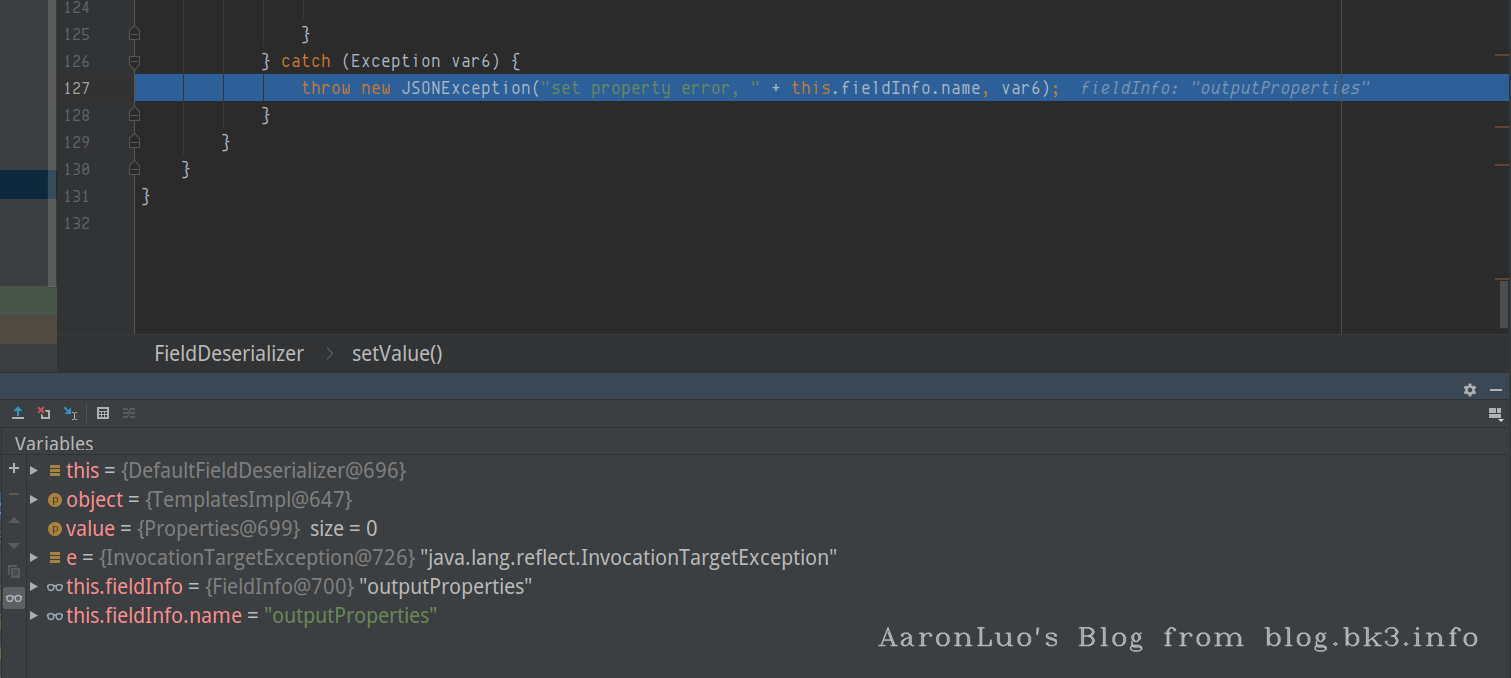 124
125 }
126 } catch (Exception var6) {
127 throw new JSONException("set property error, " + this.fieldInfo.name, var6); fieldInfo: "outputProperties"
128 }
129 }
130 }
131 }
132
FieldDeserializer > setValue()
Variables
this = {DefaultFieldDeserializer@696}
object = {TemplatesImpl@647}
value = {Properties@699} size = 0
e = {InvocationTargetException@726} "java.lang.reflect.InvocationTargetException"
this.fieldInfo = {FieldInfo@700} "outputProperties"
this.fieldInfo.name = "outputProperties"
AaronLuo's Blog from blog.bk3.info